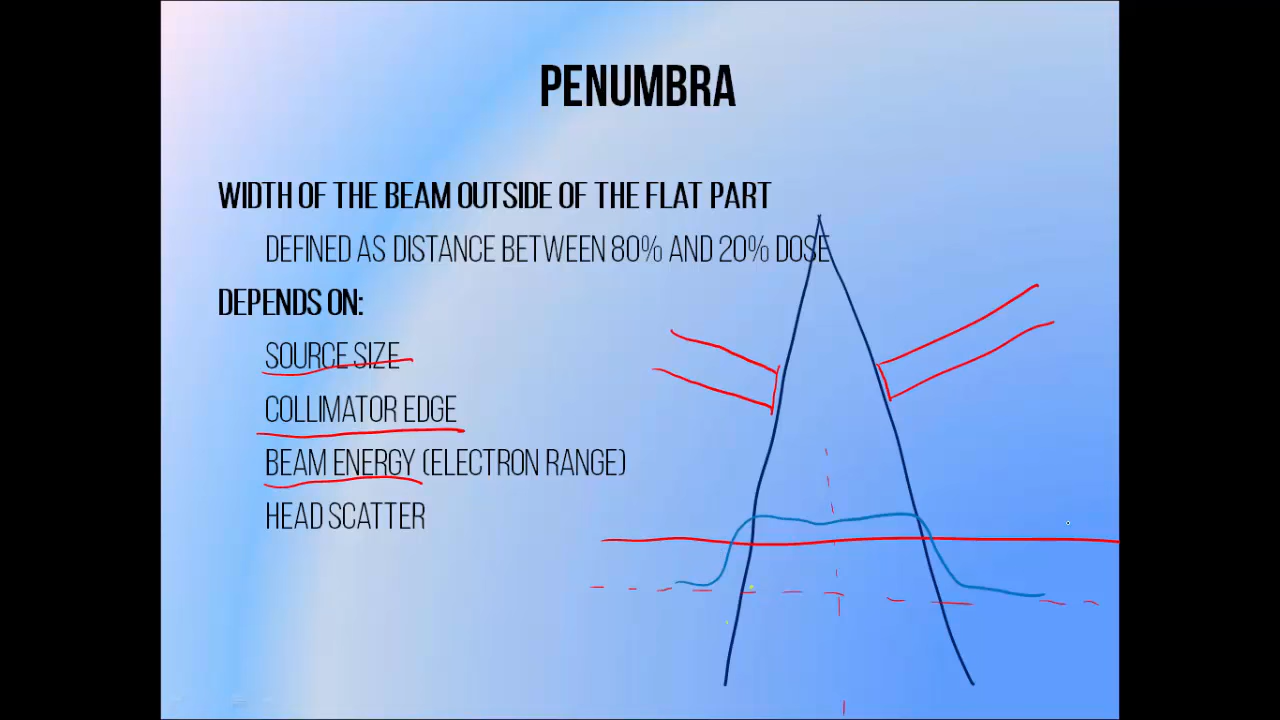 PENUMBRA
WIDTH OF THE BEAM OUTSIDE OF THE FLAT PART
DEFINED AS DISTANCE BETWEEN 80% AND 20% DOSE
DEPENDS ON:
SOURCE SIZE
COLLIMATOR EDGE
BEAM ENERGY (ELECTRON RANGE)
HEAD SCATTER